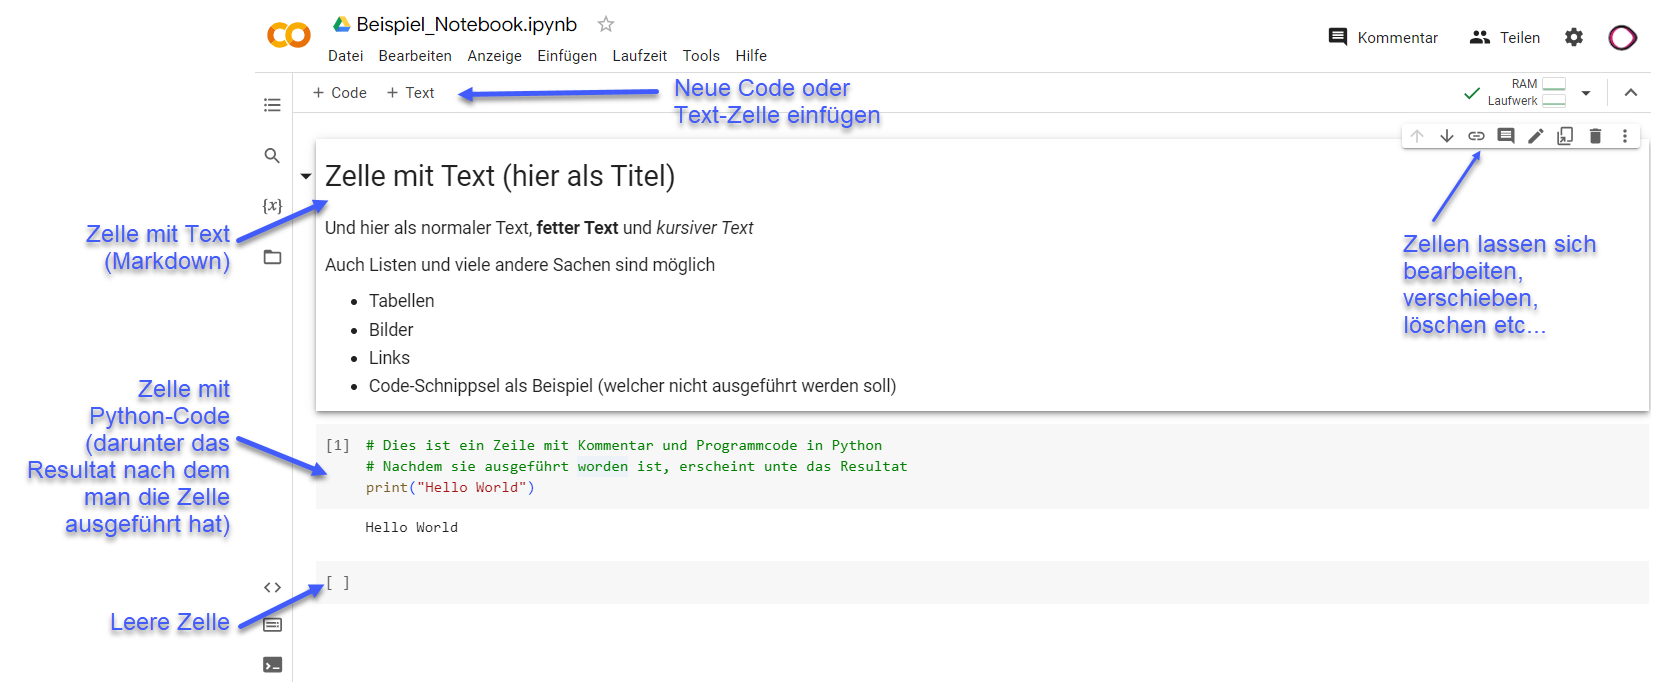 Beispiel_Notebook.ipynb
Datei Bearbeiten Anzeige Einfügen Laufzeit Tools Hilfe
Kommentar Teilen
+ Code + Text
Neue Code oder
Text-Zelle einfügen
RAM
Laufwerk
Zelle mit Text (hier als Titel)
{x}
Und hier als normaler Text, fetter Text und kursiver Text
Zelle mit Text
(Markdown)
Auch Listen und viele andere Sachen sind möglich
• Tabellen
• Bilder
• Links
• Code-Schnippsel als Beispiel (welcher nicht ausgeführt werden soll)
Zellen lassen sich
bearbeiten,
verschieben,
löschen etc...
Zelle mit
Python-Code
(darunter das
Resultat nach dem
man die Zelle
ausgeführt hat)
[1] # Dies ist ein Zeile mit Kommentar und Programmcode in Python
# Nachdem sie ausgeführt worden ist, erscheint unte das Resultat
print("Hello World")
Hello World
[ ]
Leere Zelle